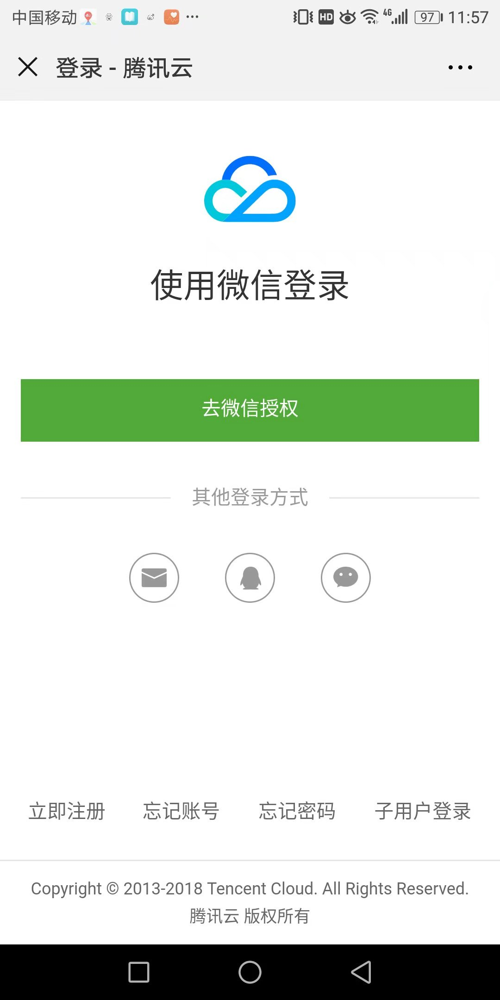 中国移动 HD 4G 97 11:57
登录 - 腾讯云
使用微信登录
去微信授权
其他登录方式
立即注册 忘记账号 忘记密码 子用户登录
Copyright © 2013-2018 Tencent Cloud. All Rights Reserved.
腾讯云 版权所有